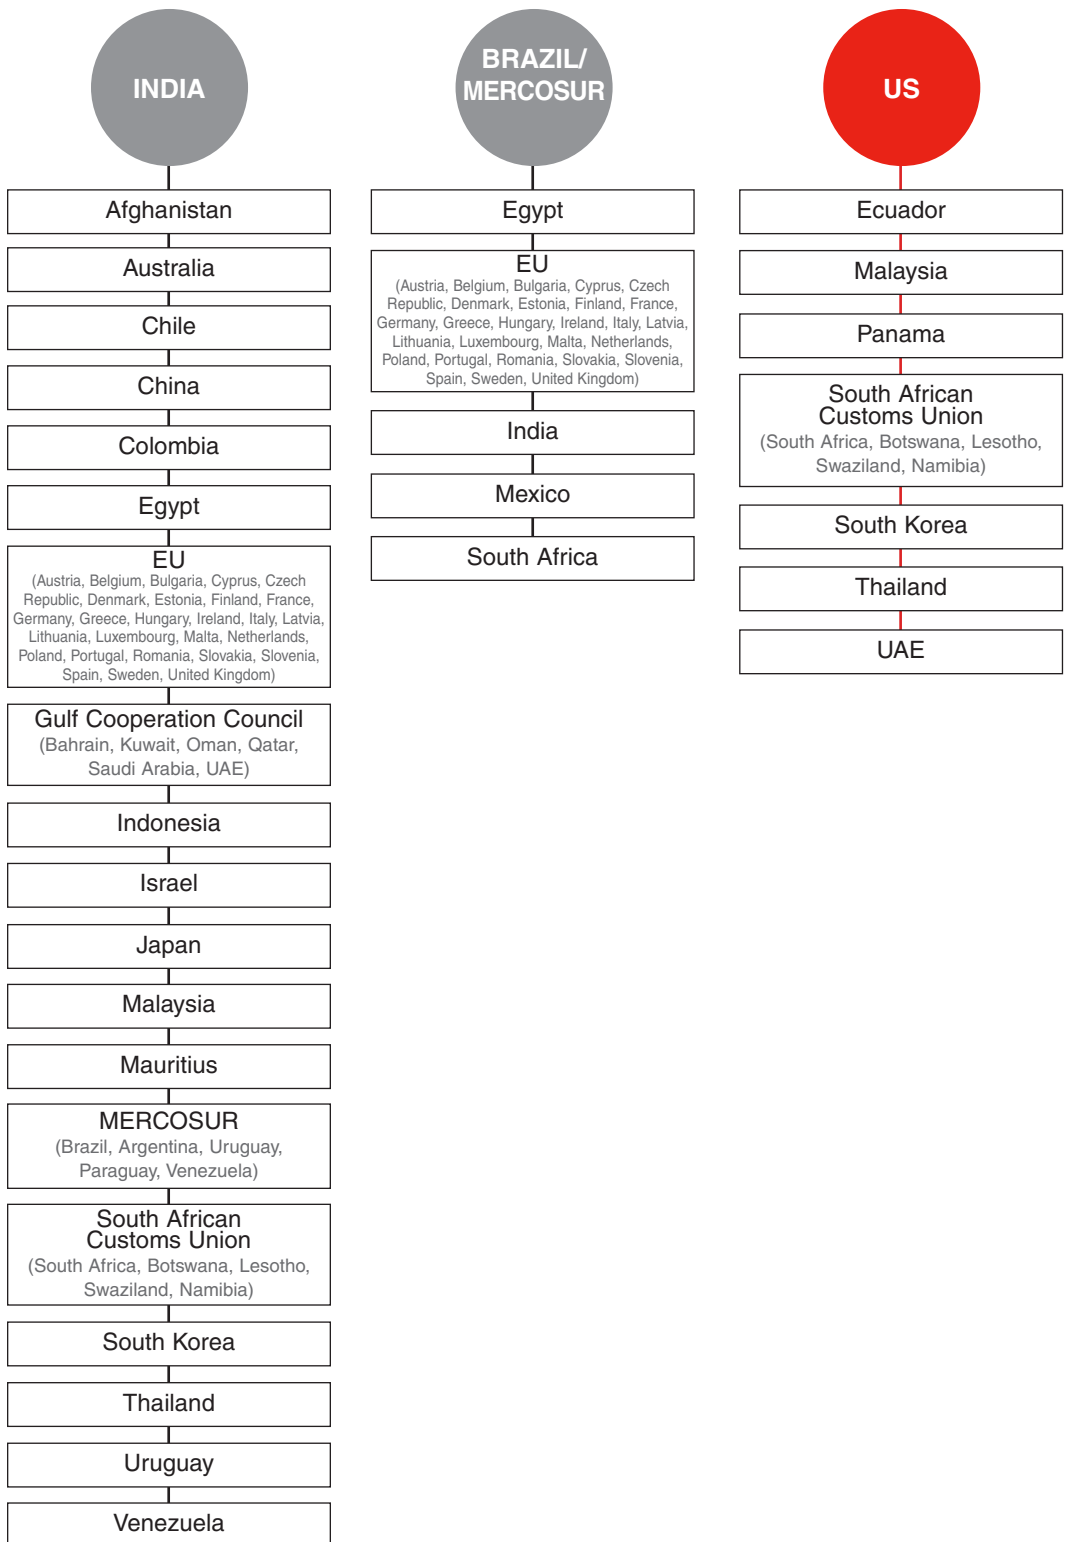 INDIA
Afghanistan
Australia
Chile
China
Colombia
Egypt
EU
(Austria, Belgium, Bulgaria, Cyprus, Czech
Republic, Denmark, Estonia, Finland, France,
Germany, Greece, Hungary, Ireland, Italy, Latvia,
Lithuania, Luxembourg, Malta, Netherlands,
Poland, Portugal, Romania, Slovakia, Slovenia,
Spain, Sweden, United Kingdom)
Gulf Cooperation Council
(Bahrain, Kuwait, Oman, Qatar,
Saudi Arabia, UAE)
Indonesia
Israel
Japan
Malaysia
Mauritius
MERCOSUR
(Brazil, Argentina, Uruguay,
Paraguay, Venezuela)
South African
Customs Union
(South Africa, Botswana, Lesotho,
Swaziland, Namibia)
South Korea
Thailand
Uruguay
Venezuela
BRAZIL/
MERCOSUR
Egypt
EU
(Austria, Belgium, Bulgaria, Cyprus, Czech
Republic, Denmark, Estonia, Finland, France,
Germany, Greece, Hungary, Ireland, Italy, Latvia,
Lithuania, Luxembourg, Malta, Netherlands,
Poland, Portugal, Romania, Slovakia, Slovenia,
Spain, Sweden, United Kingdom)
India
Mexico
South Africa
US
Ecuador
Malaysia
Panama
South African
Customs Union
(South Africa, Botswana, Lesotho,
Swaziland, Namibia)
South Korea
Thailand
UAE